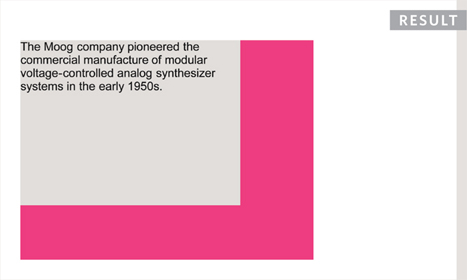 RESULT
The Moog company pioneered the
commercial manufacture of modular
voltage-controlled analog synthesizer
systems in the early 1950s.